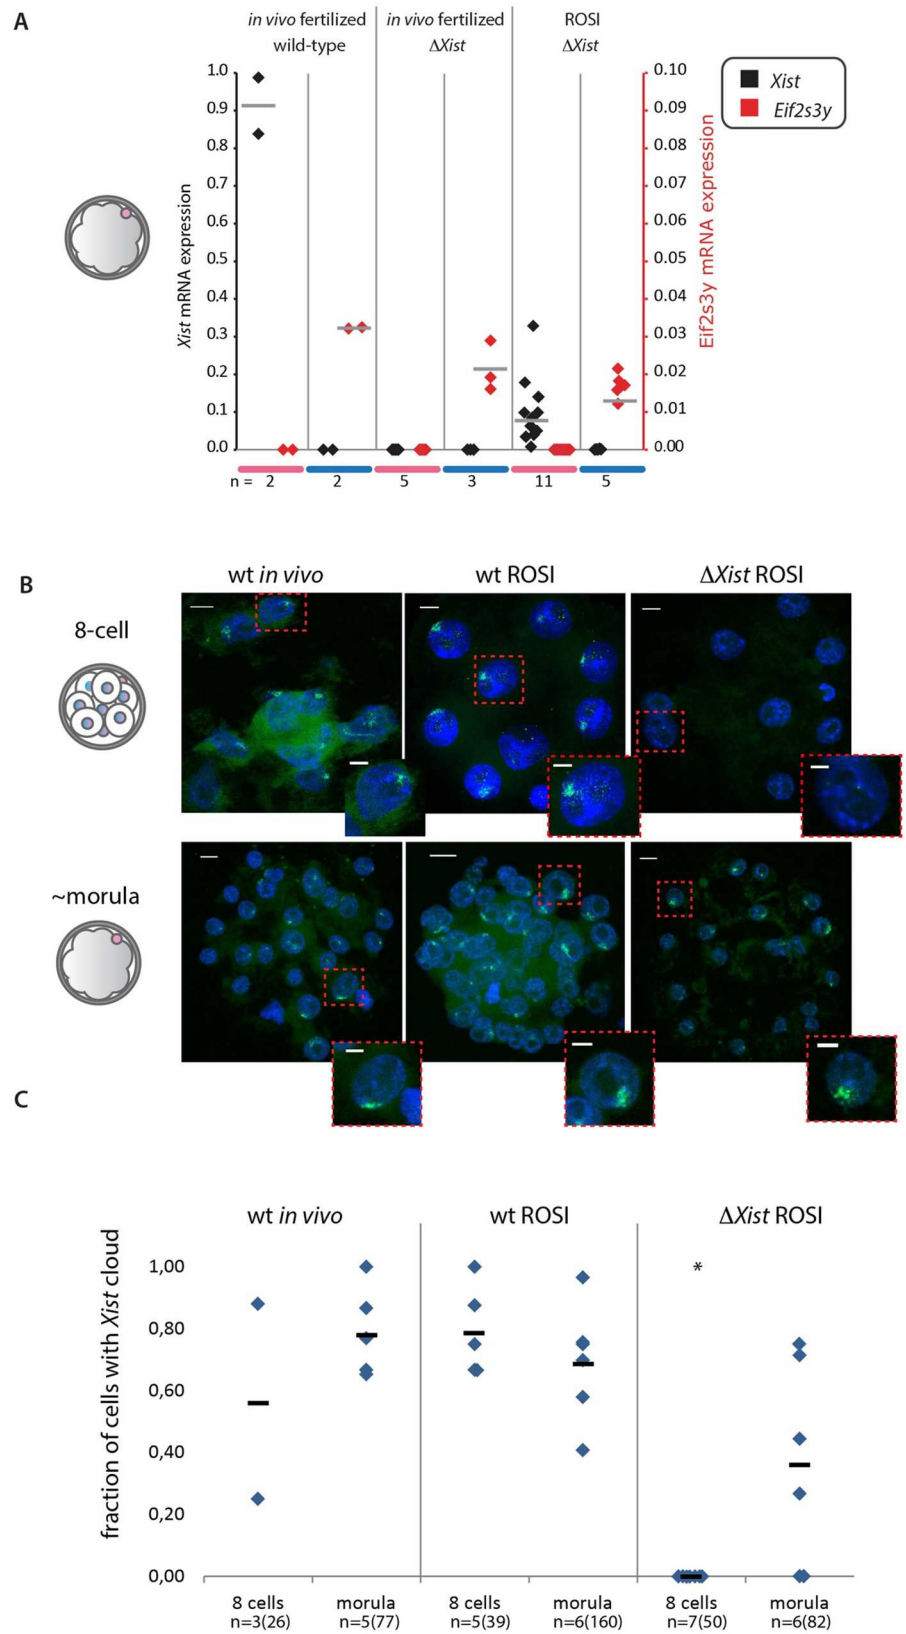 A
in vivo fertilized
wild-type
in vivo fertilized
ΔXist
ROSI
ΔXist
Xist
Eif2s3y
Xist mRNA expression
1.0
0.9
0.8
0.7
0.6
0.5
0.4
0.3
0.2
0.1
0.0
0.10
0.09
0.08
0.07
0.06
0.05
0.04
0.03
0.02
0.01
0.00
Eif2s3y mRNA expression
n = 2 2 5 3 11 5
B
wt in vivo wt ROSI ΔXist ROSI
8-cell
~morula
C
wt in vivo wt ROSI ΔXist ROSI
fraction of cells with Xist cloud
1,00
0,80
0,60
0,40
0,20
0,00
*
8 cells morula 8 cells morula 8 cells morula
n=3(26) n=5(77) n=5(39) n=6(160) n=7(50) n=6(82)